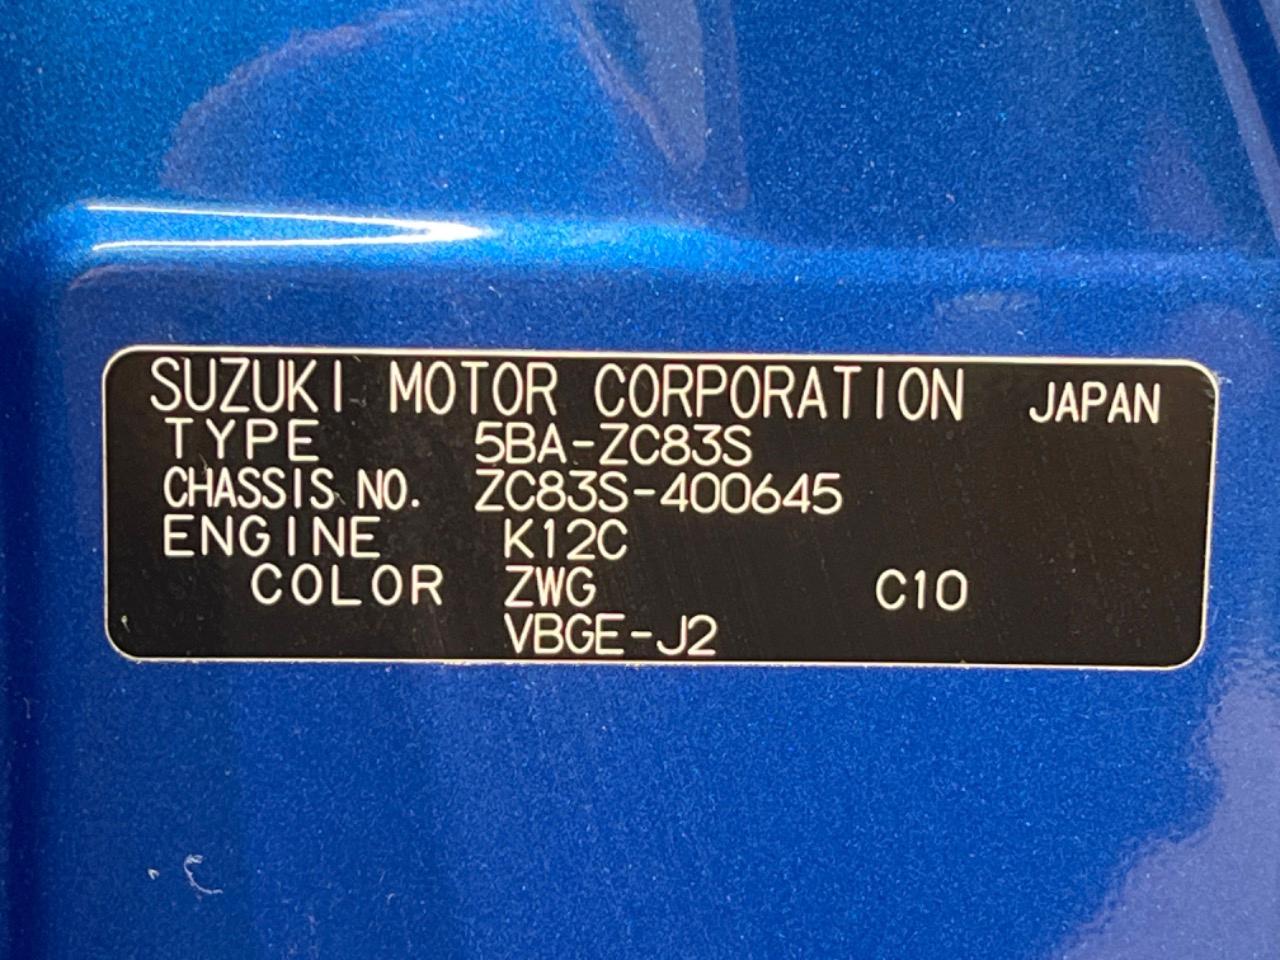 SUZUKI MOTOR CORPORATION JAPAN
TYPE 5BA-ZC83S
CHASSIS NO. ZC83S-400645
ENGINE K12C
COLOR ZWG C10
VBGE-J2